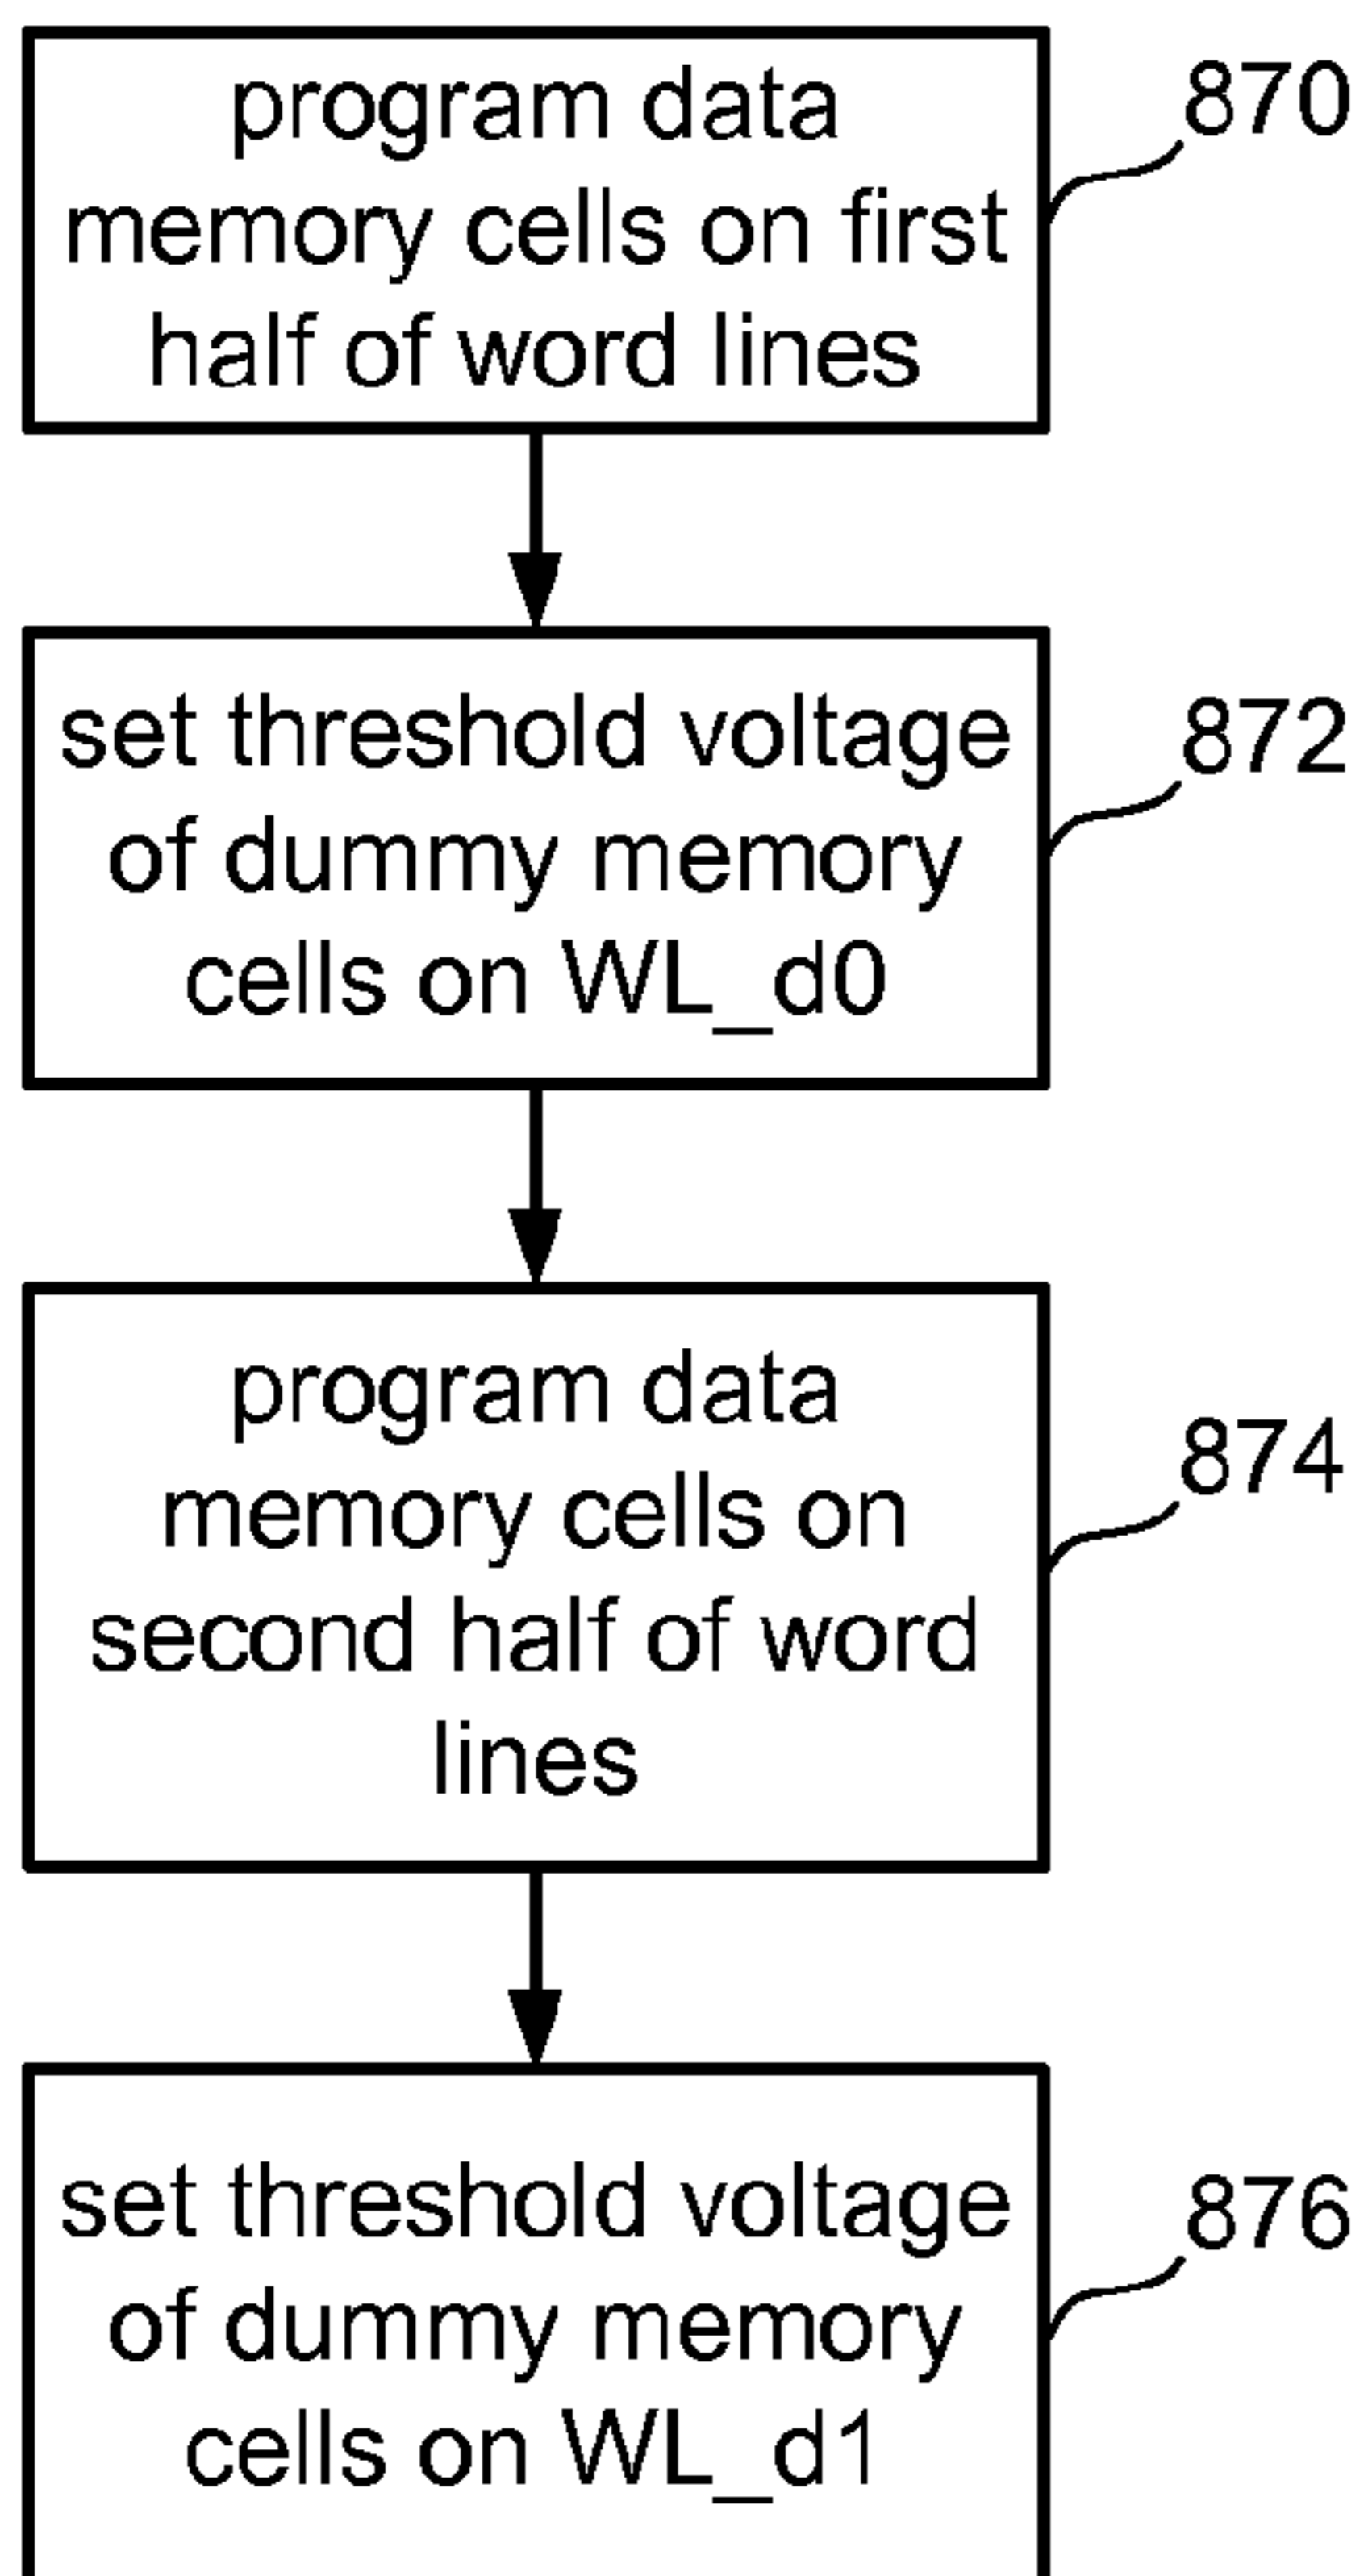 program data
memory cells on first
half of word lines
870
set threshold voltage
of dummy memory
cells on WL_d0
872
program data
memory cells on
second half of word
lines
874
set threshold voltage
of dummy memory
cells on WL_d1
876